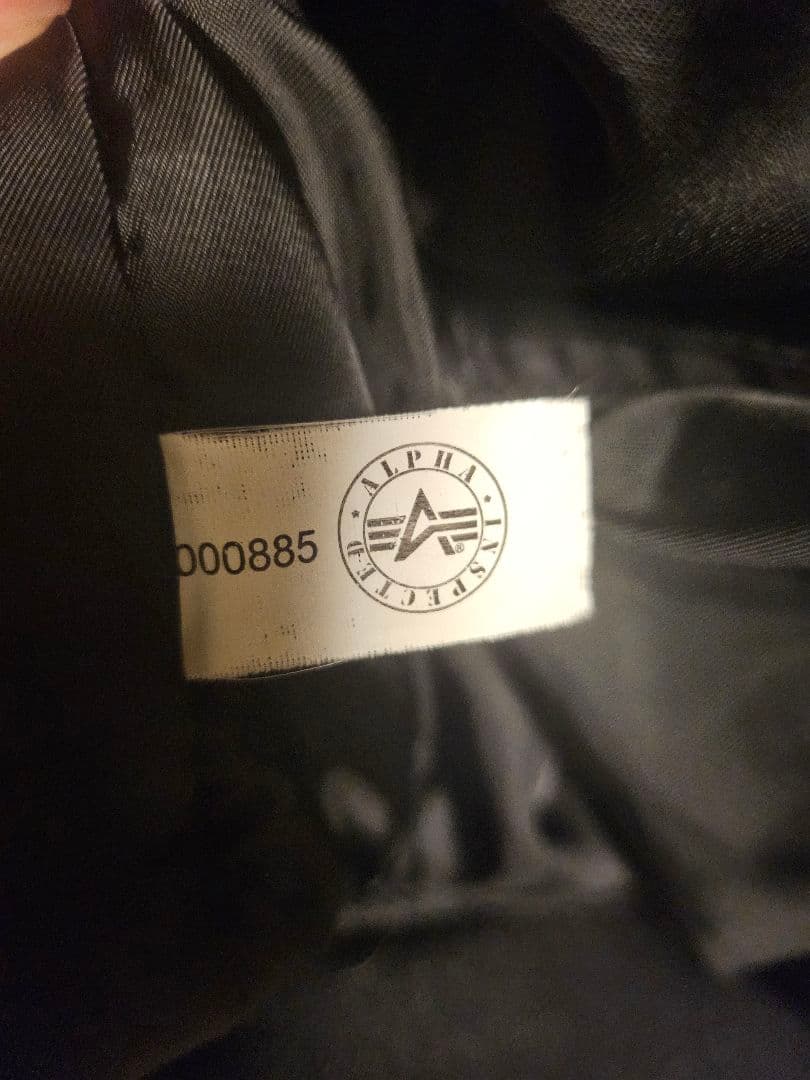 000885
ALPHA
INSPECTED
A
®